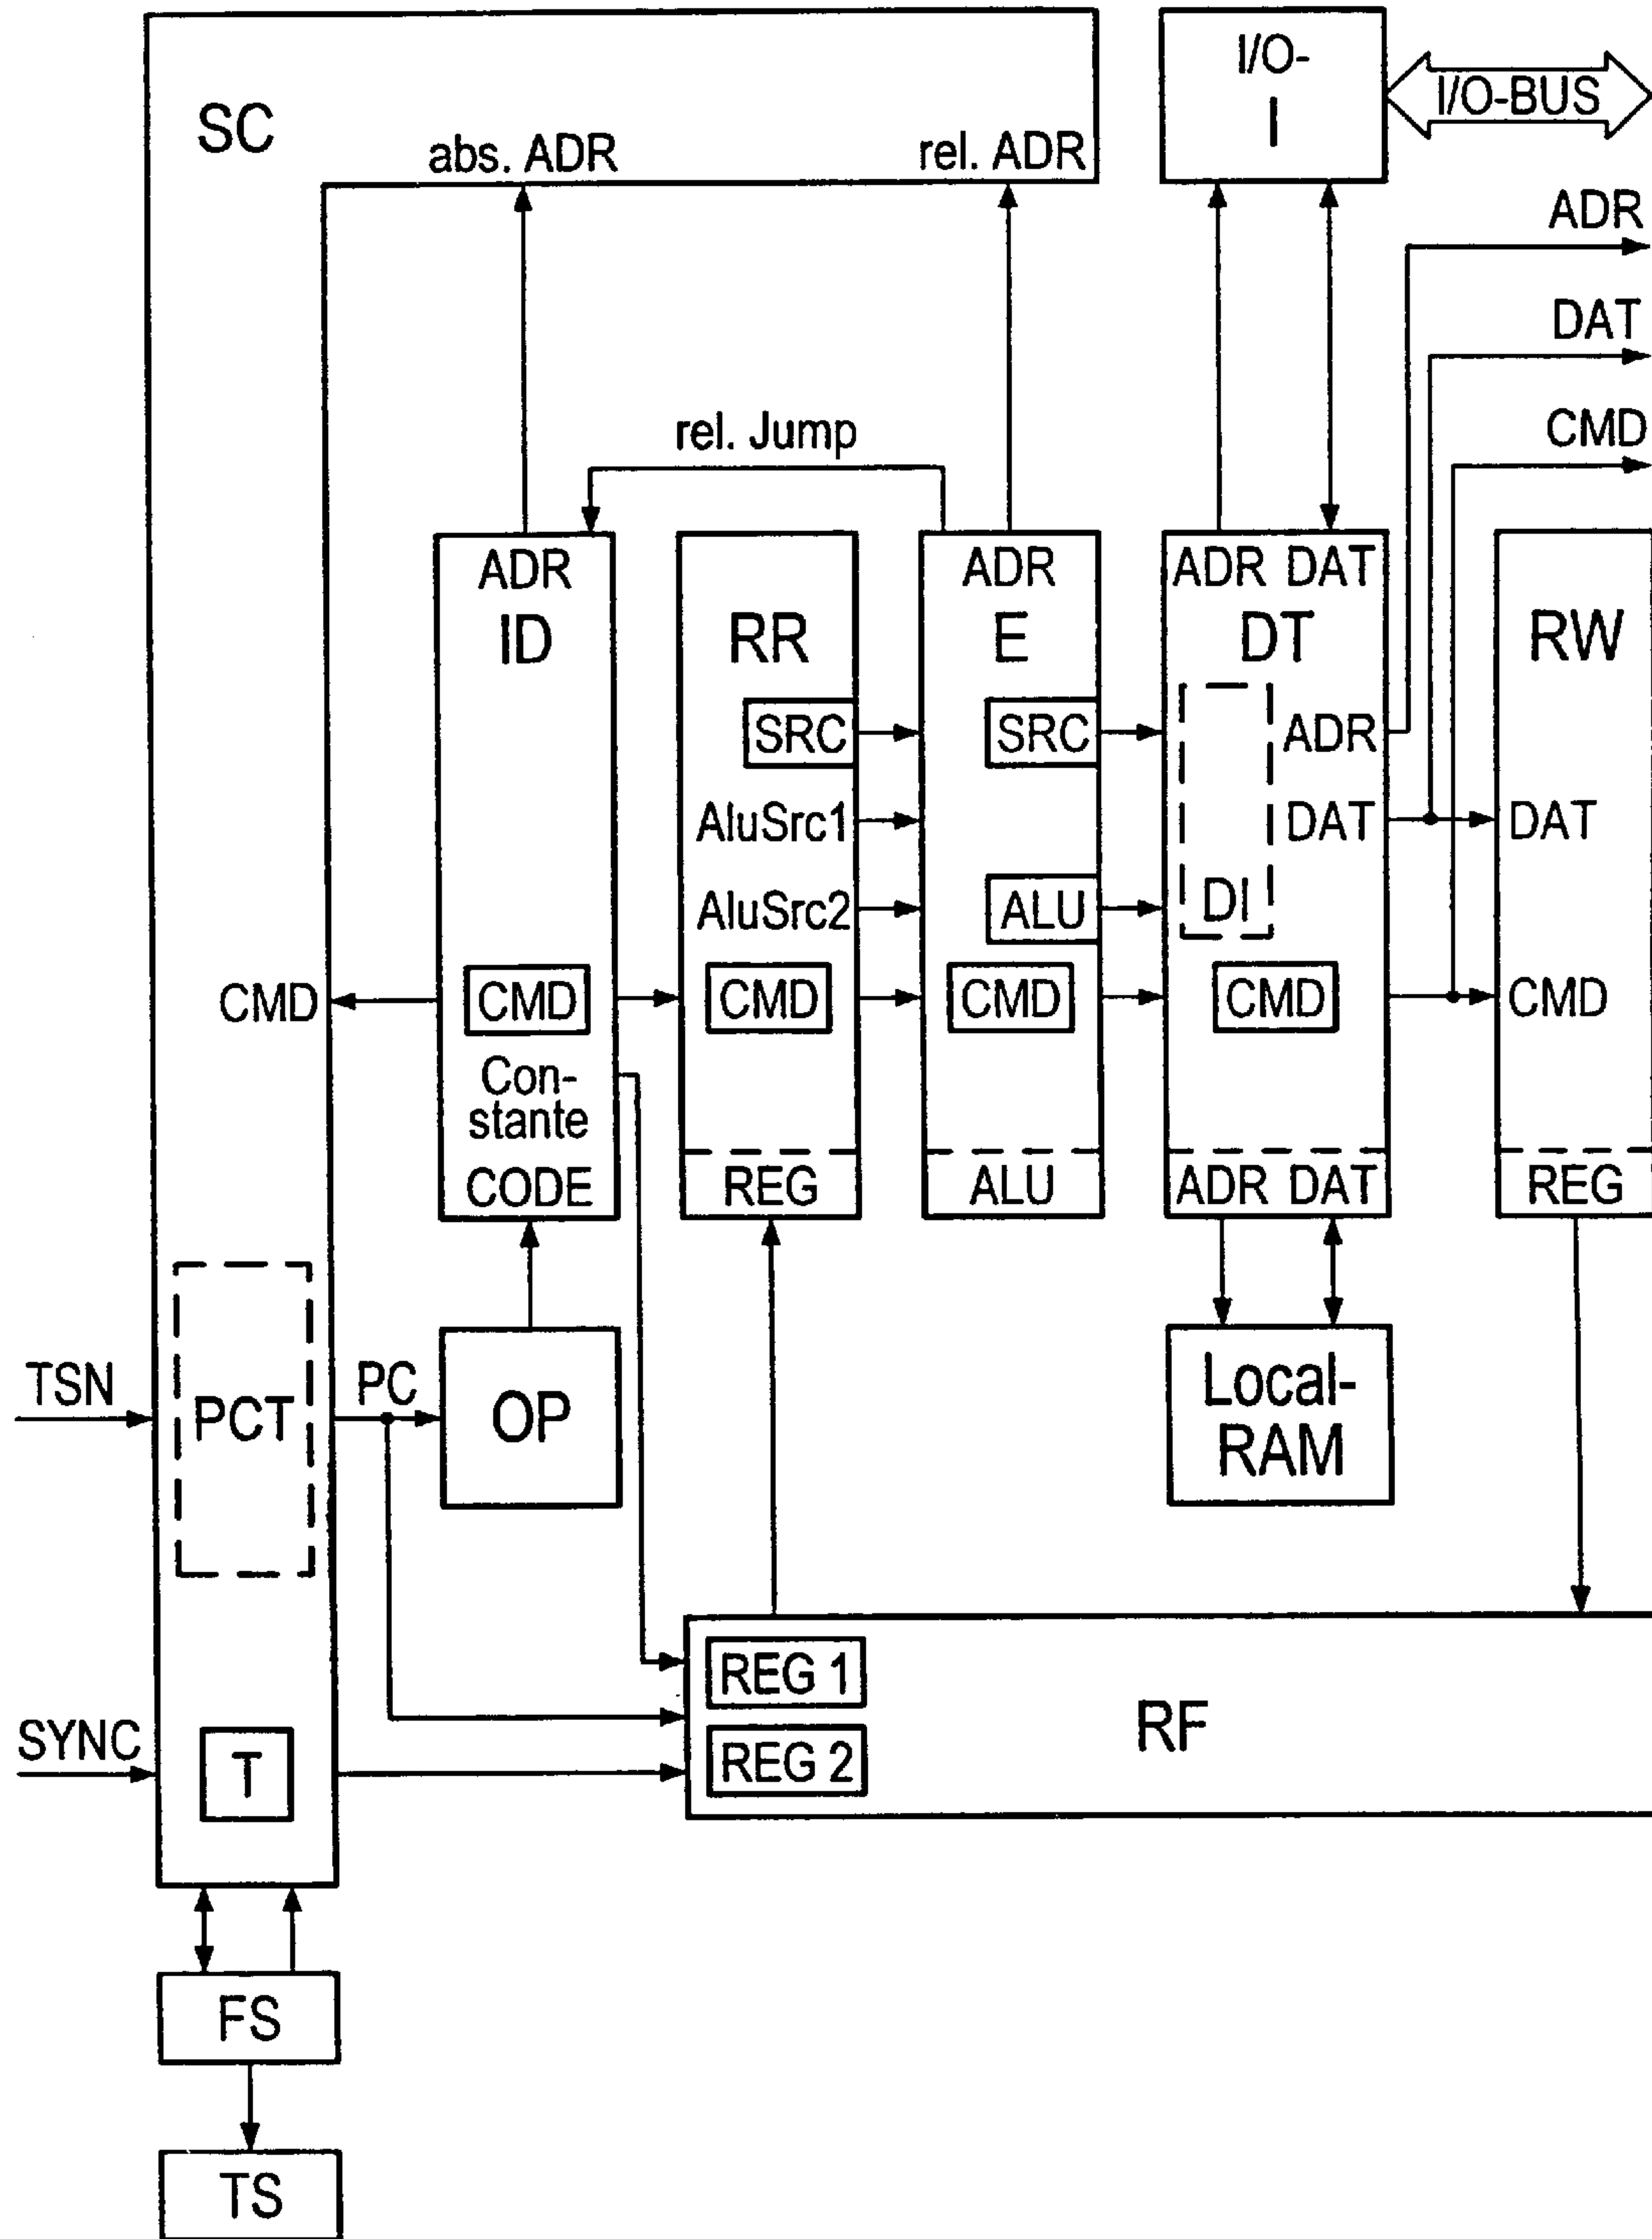 SC
abs. ADR
rel. ADR
I/O-
I
I/O-BUS
ADR
DAT
CMD
rel. Jump
ADR
ID
CMD
CMD
Con-
stante
CODE
RR
SRC
AluSrc1
AluSrc2
CMD
REG
ADR
E
SRC
ALU
CMD
ALU
ADR DAT
DT
ADR
DAT
DI
CMD
ADR DAT
RW
DAT
CMD
REG
TSN
PCT
PC
OP
Local-
RAM
SYNC
T
REG 1
REG 2
RF
FS
TS